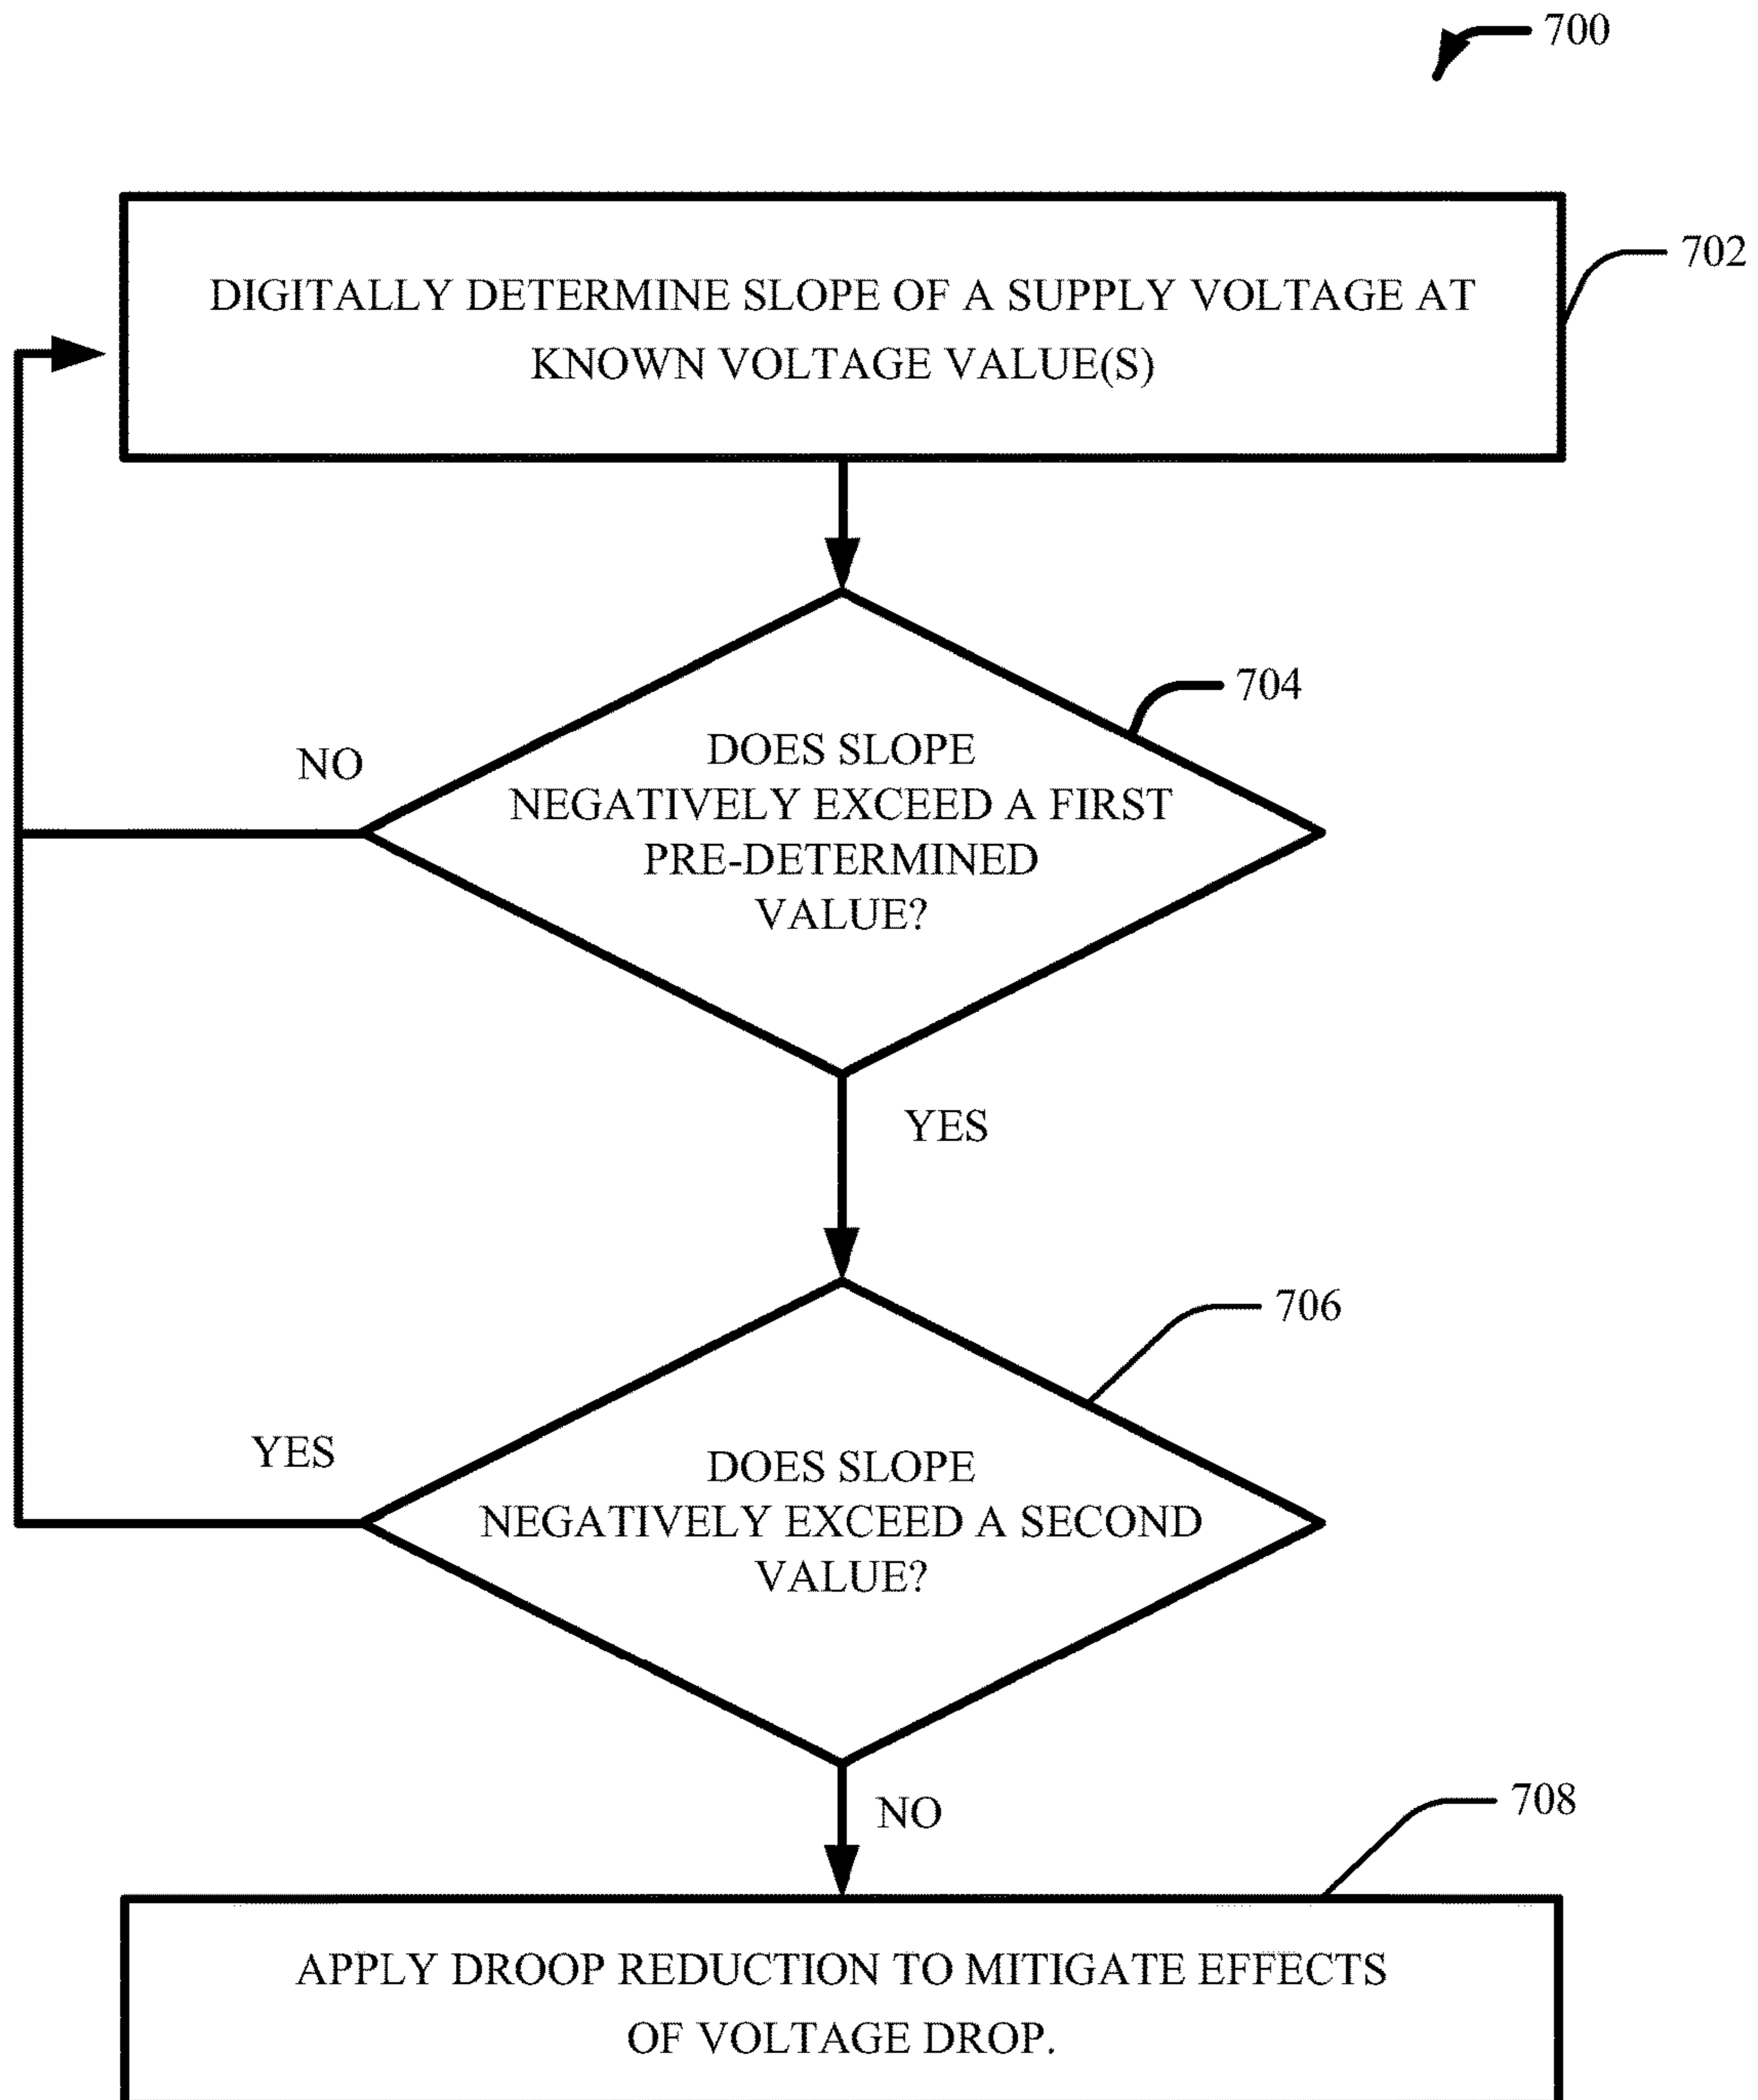 700
DIGITALLY DETERMINE SLOPE OF A SUPPLY VOLTAGE AT
KNOWN VOLTAGE VALUE(S)
702
704
DOES SLOPE
NEGATIVELY EXCEED A FIRST
PRE-DETERMINED
VALUE?
NO
YES
706
DOES SLOPE
NEGATIVELY EXCEED A SECOND
VALUE?
YES
NO
708
APPLY DROOP REDUCTION TO MITIGATE EFFECTS
OF VOLTAGE DROP.